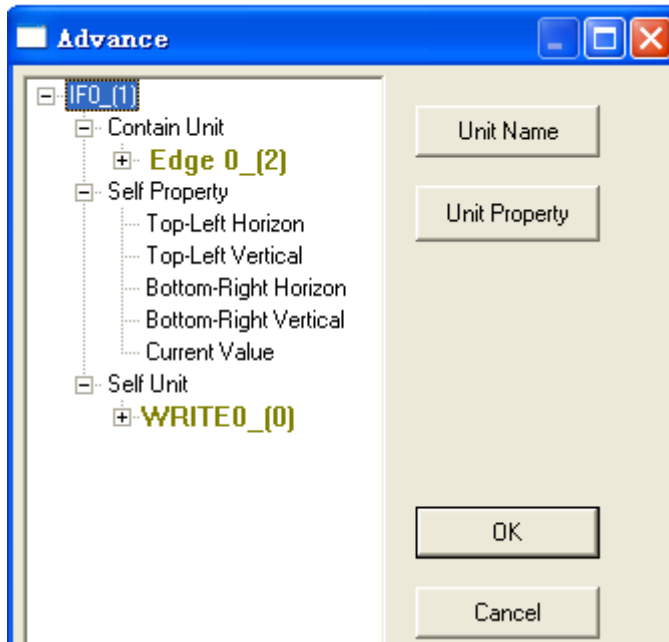 Advance
IF0_(1)
Contain Unit
Edge 0_(2)
Self Property
Top-Left Horizon
Top-Left Vertical
Bottom-Right Horizon
Bottom-Right Vertical
Current Value
Self Unit
WRITE0_(0)
Unit Name
Unit Property
OK
Cancel